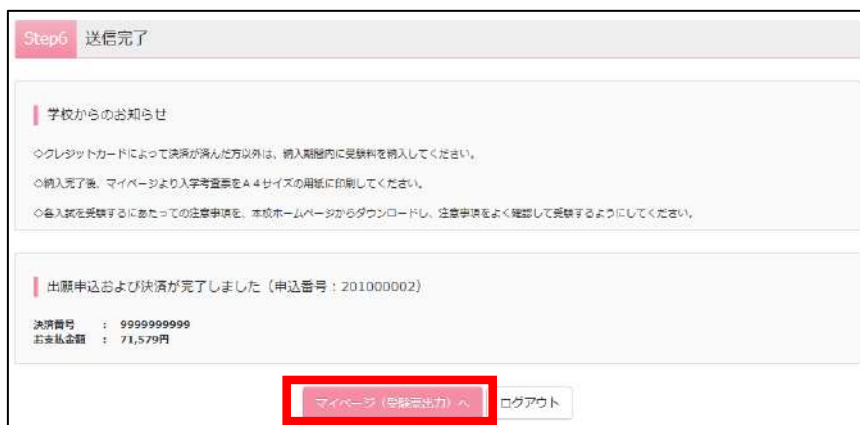 Step6 送信完了
学校からのお知らせ
◇クレジットカードによって決済が済んだ方以外は、納入期間内に受験料を納入してください。
◇納入完了後、マイページより入学考査票をA4サイズの用紙に印刷してください。
◇各入試を受験するにあたっての注意事項を、本校ホームページからダウンロードし、注意事項をよく確認して受験するようにしてください。
出願申込および決済が完了しました（申込番号：201000002）
決済番号 : 9999999999
お支払金額 : 71,579円
マイページ（受験票出力）へ ログアウト